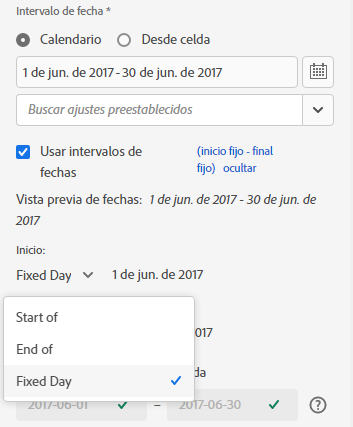 Intervalo de fecha *
Calendario
Desde celda
1 de jun. de 2017 - 30 de jun. de 2017
Buscar ajustes preestablecidos
Usar intervalos de fechas
(inicio fijo - final fijo) ocultar
Vista previa de fechas: 1 de jun. de 2017 - 30 de jun. de 2017
Inicio:
Fixed Day
1 de jun. de 2017
Start of
End of
Fixed Day
2017-06-01
–
2017-06-30